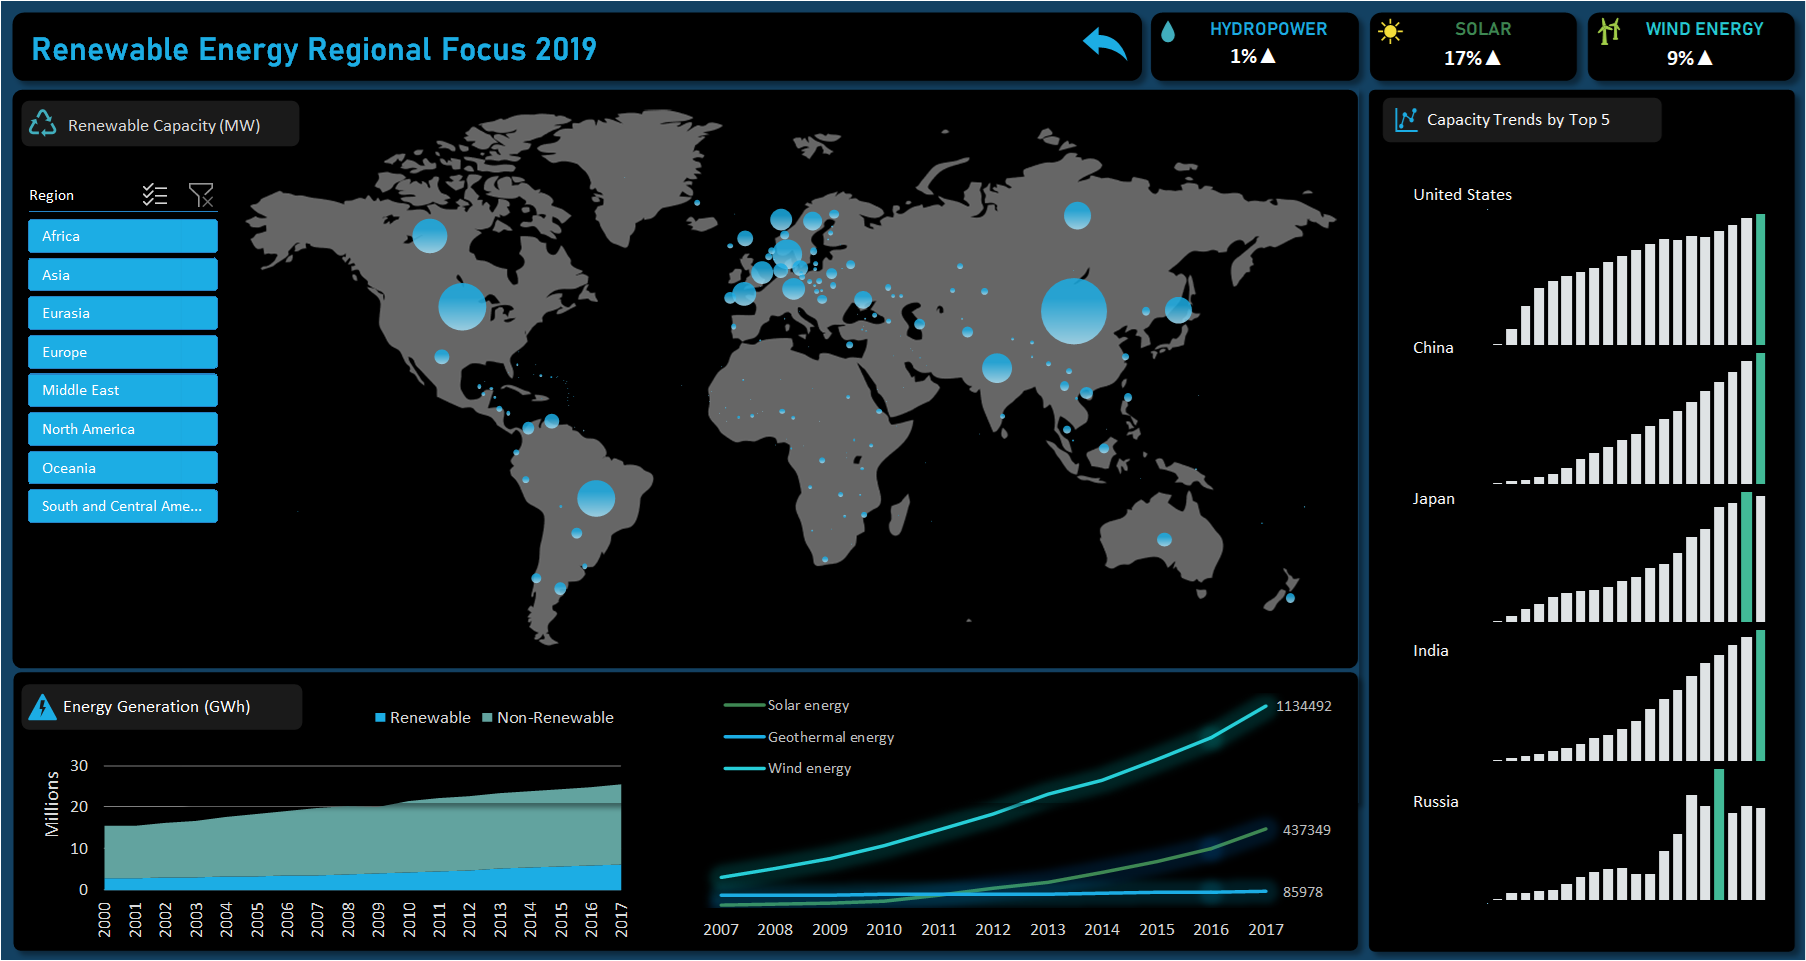 Renewable Energy Regional Focus 2019
HYDROPOWER
1%▲
SOLAR
17%▲
WIND ENERGY
9%▲
Renewable Capacity (MW)
Region
Africa
Asia
Eurasia
Europe
Middle East
North America
Oceania
South and Central Ame...
Capacity Trends by Top 5
United States
China
Japan
India
Russia
Energy Generation (GWh)
Renewable
Non-Renewable
Millions
30
20
10
0
2000 2001 2002 2003 2004 2005 2006 2007 2008 2009 2010 2011 2012 2013 2014 2015 2016 2017
Solar energy
Geothermal energy
Wind energy
1134492
437349
85978
2007 2008 2009 2010 2011 2012 2013 2014 2015 2016 2017